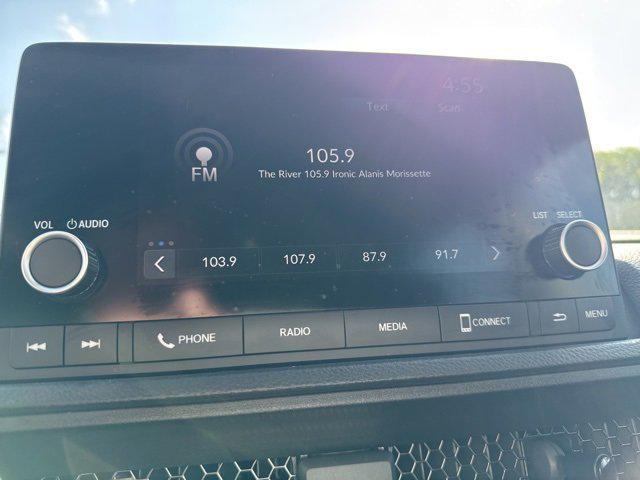 4:55
Text Scan
105.9
FM
The River 105.9 Ironic Alanis Morissette
VOL AUDIO
LIST SELECT
103.9 107.9 87.9 91.7
PHONE RADIO MEDIA CONNECT MENU